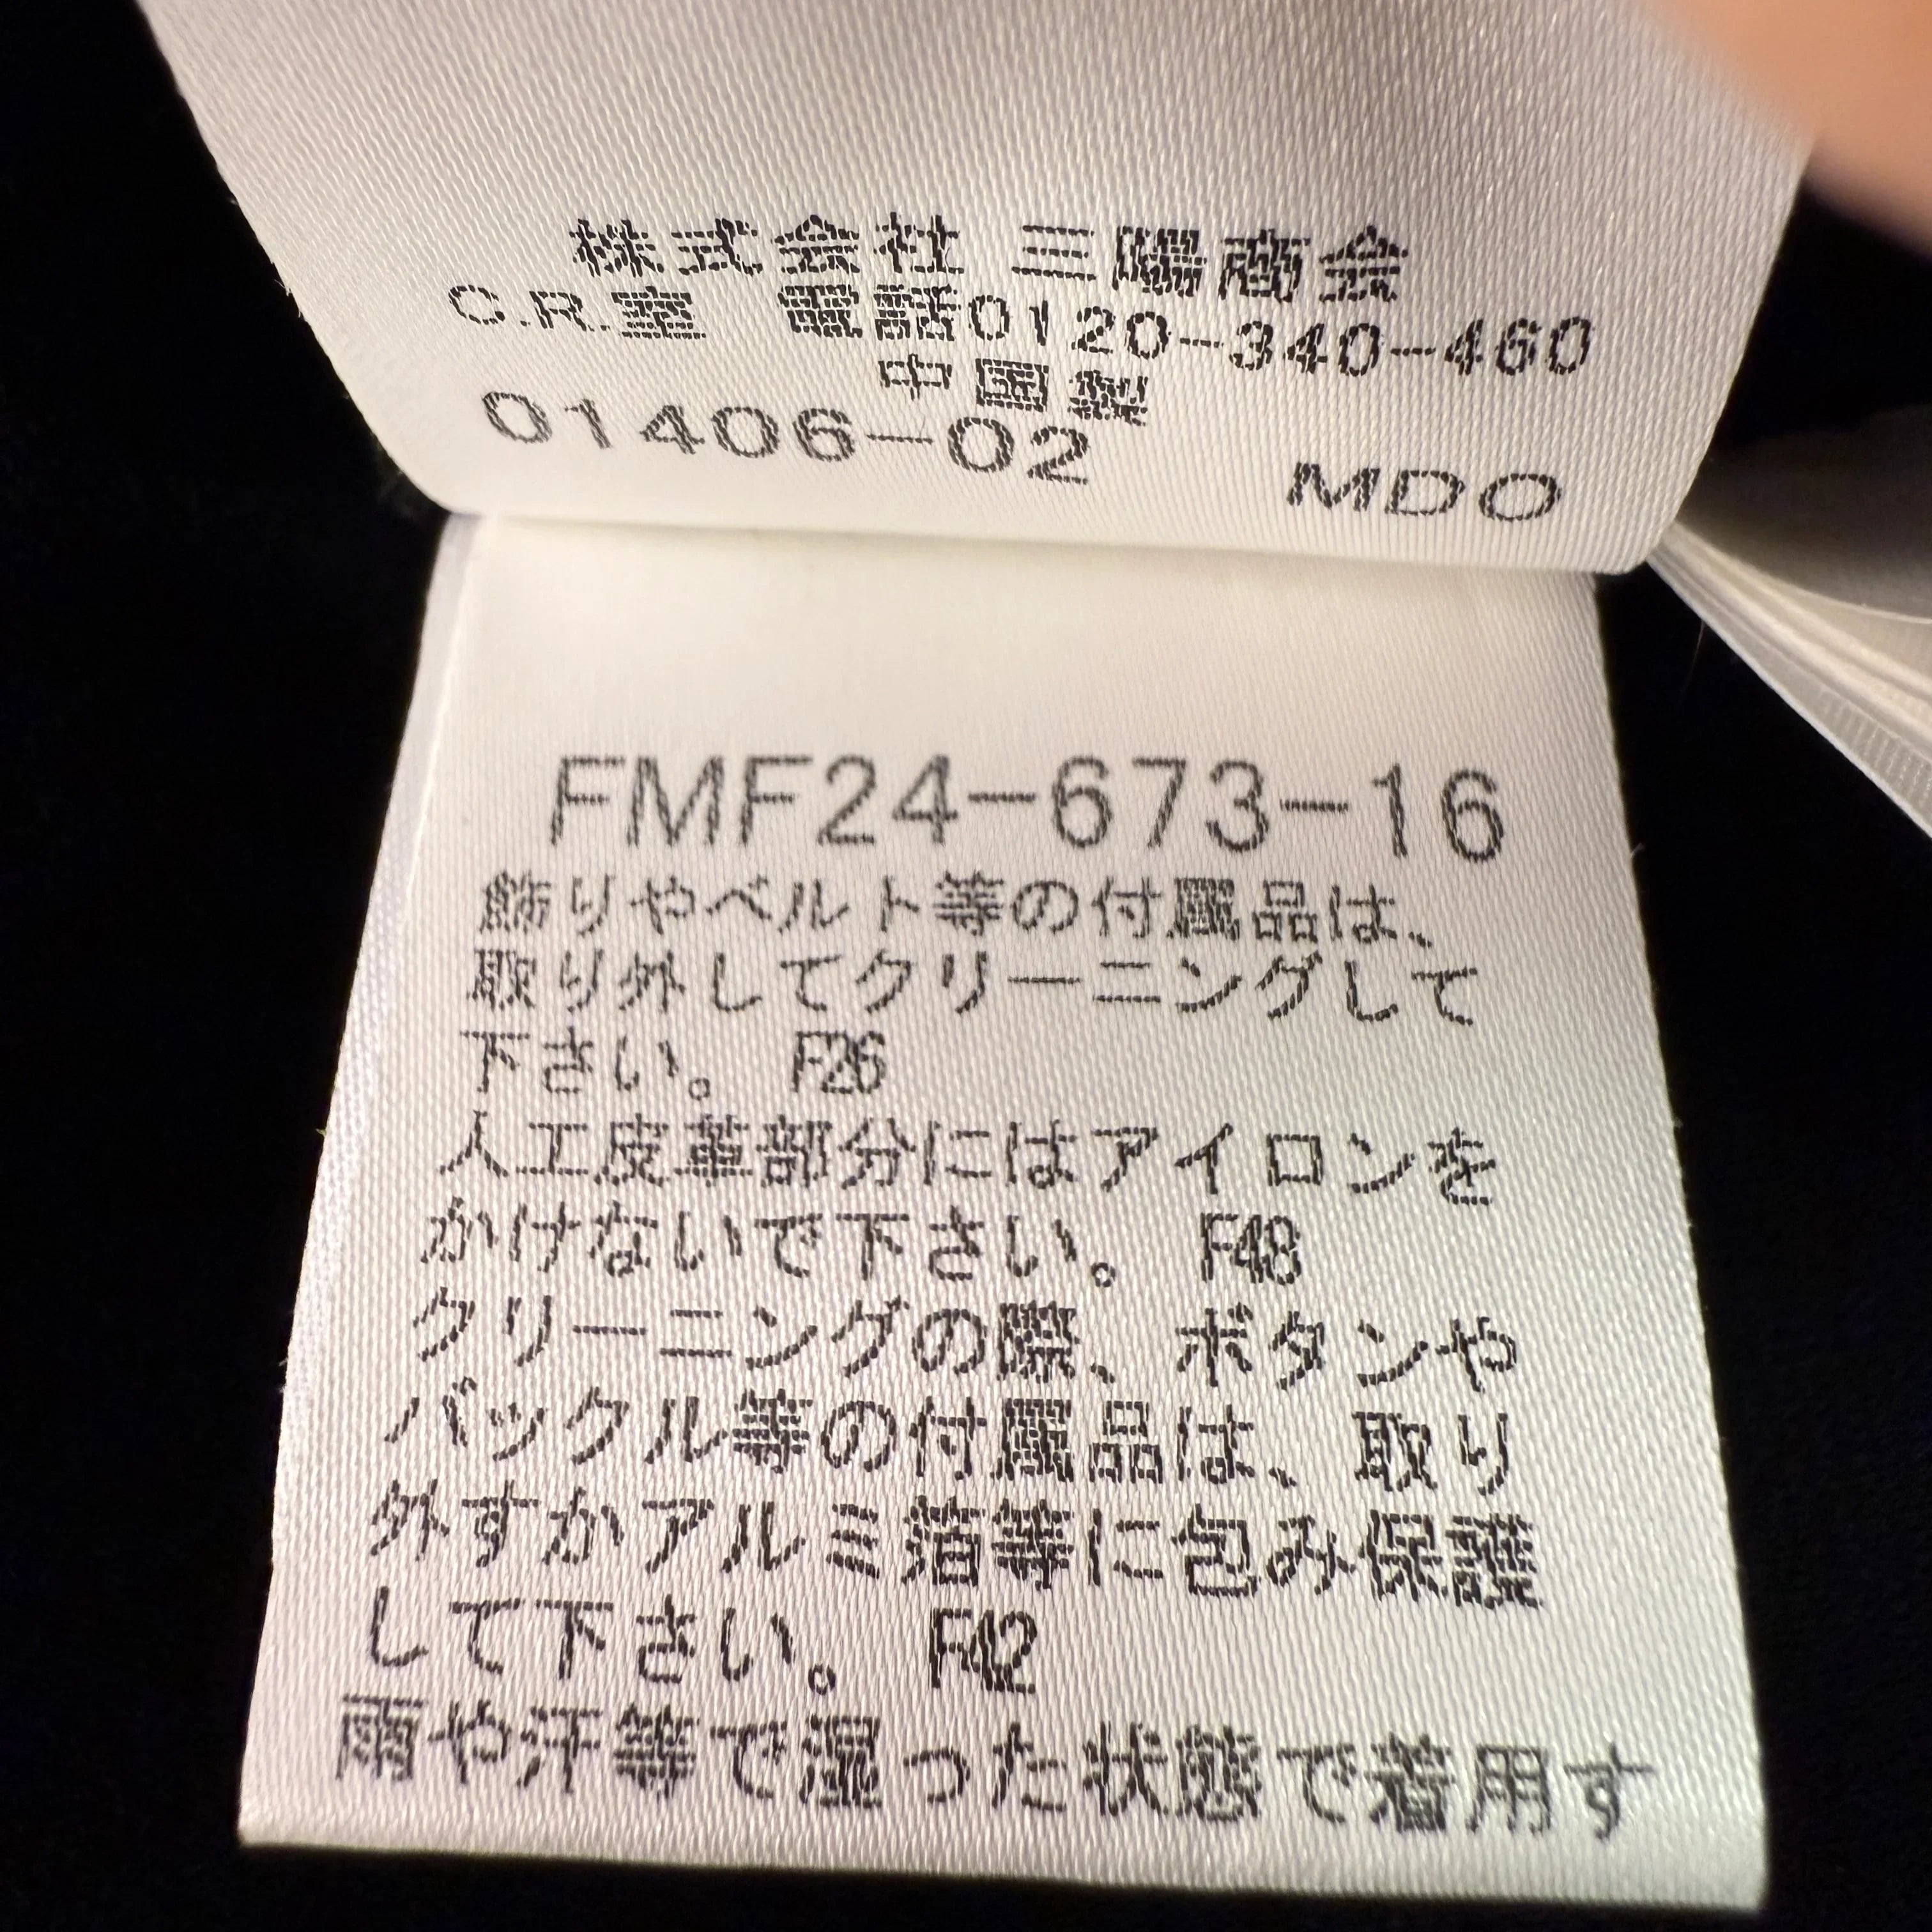 株式会社 三陽商会
C.R.室 電話0120-340-460
中国製
01406-02 MDO
FMF24-673-16
飾りやベルト等の付属品は、
取り外してクリーニングして
下さい。 F26
人工皮革部分にはアイロンを
かけないで下さい。 F48
クリーニングの際、ボタンや
バックル等の付属品は、取り
外すかアルミ箔等に包み保護
して下さい。 F42
雨や汗等で湿った状態で着用す